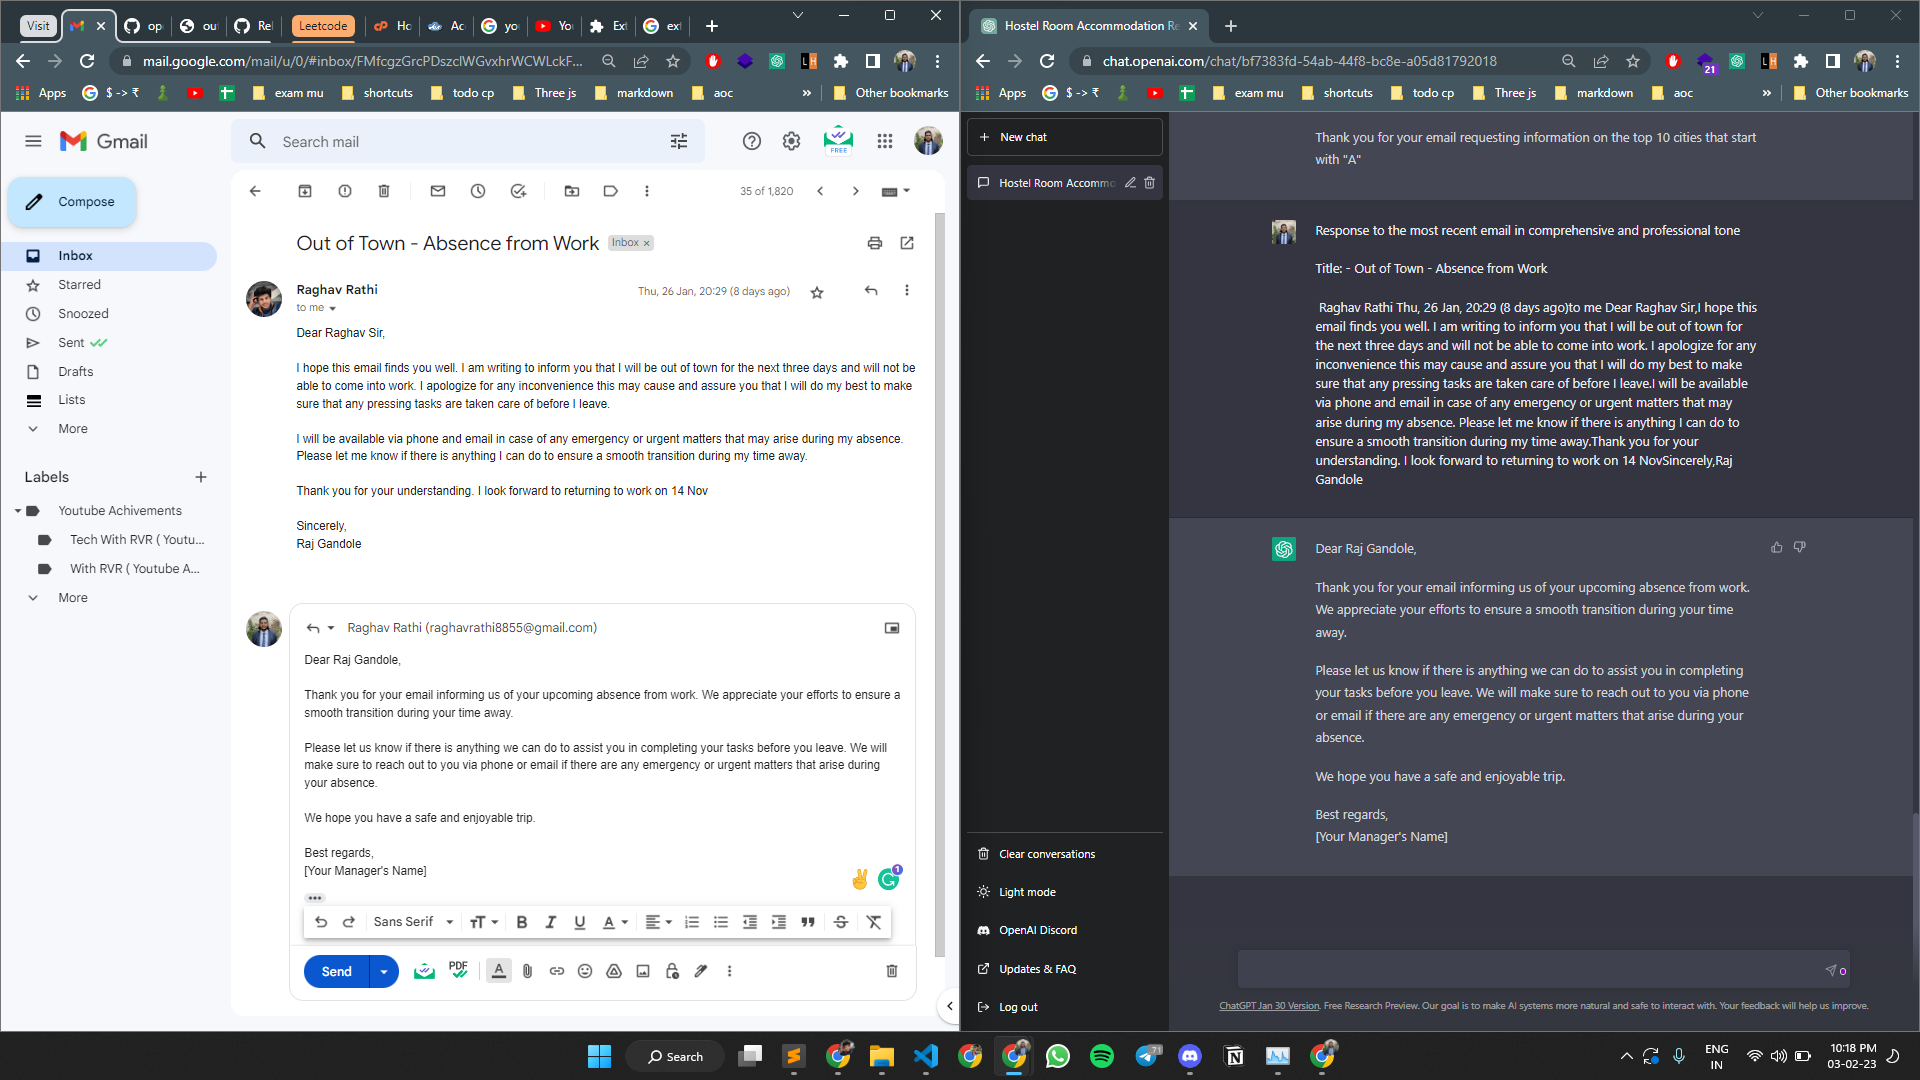 Visit
op
out
Rel
Leetcode
Ho
Ac
yo
Yo
Ext
ext
mail.google.com/mail/u/0/#inbox/FMfcgzGrcPDszclWGvxhrWCWLckF...
Apps
$ -> ₹
exam mu
shortcuts
todo cp
Three js
markdown
aoc
»
Other bookmarks
Gmail
Search mail
FREE
Compose
35 of 1,820
Inbox
Starred
Snoozed
Sent
Drafts
Lists
More
Labels
Youtube Achivements
Tech With RVR ( Youtu...
With RVR ( Youtube A...
More
Out of Town - Absence from Work
Inbox ×
Raghav Rathi
Thu, 26 Jan, 20:29 (8 days ago)
to me
Dear Raghav Sir,
I hope this email finds you well. I am writing to inform you that I will be out of town for the next three days and will not be
able to come into work. I apologize for any inconvenience this may cause and assure you that I will do my best to make
sure that any pressing tasks are taken care of before I leave.
I will be available via phone and email in case of any emergency or urgent matters that may arise during my absence.
Please let me know if there is anything I can do to ensure a smooth transition during my time away.
Thank you for your understanding. I look forward to returning to work on 14 Nov
Sincerely,
Raj Gandole
Raghav Rathi (raghavrathi8855@gmail.com)
Dear Raj Gandole,
Thank you for your email informing us of your upcoming absence from work. We appreciate your efforts to ensure a
smooth transition during your time away.
Please let us know if there is anything we can do to assist you in completing your tasks before you leave. We will
make sure to reach out to you via phone or email if there are any emergency or urgent matters that arise during
your absence.
We hope you have a safe and enjoyable trip.
Best regards,
[Your Manager's Name]
1
Sans Serif
B I U A
Send
PDF
A
Hostel Room Accommodation Re
chat.openai.com/chat/bf7383fd-54ab-44f8-bc8e-a05d81792018
21
Apps
$ -> ₹
exam mu
shortcuts
todo cp
Three js
markdown
aoc
»
Other bookmarks
New chat
Hostel Room Accommo
Clear conversations
Light mode
OpenAI Discord
Updates & FAQ
Log out
Thank you for your email requesting information on the top 10 cities that start
with "A"
Response to the most recent email in comprehensive and professional tone
Title: - Out of Town - Absence from Work
Raghav Rathi Thu, 26 Jan, 20:29 (8 days ago)to me Dear Raghav Sir,I hope this
email finds you well. I am writing to inform you that I will be out of town for
the next three days and will not be able to come into work. I apologize for any
inconvenience this may cause and assure you that I will do my best to make
sure that any pressing tasks are taken care of before I leave.I will be available
via phone and email in case of any emergency or urgent matters that may
arise during my absence. Please let me know if there is anything I can do to
ensure a smooth transition during my time away.Thank you for your
understanding. I look forward to returning to work on 14 NovSincerely,Raj
Gandole
Dear Raj Gandole,
Thank you for your email informing us of your upcoming absence from work.
We appreciate your efforts to ensure a smooth transition during your time
away.
Please let us know if there is anything we can do to assist you in completing
your tasks before you leave. We will make sure to reach out to you via phone
or email if there are any emergency or urgent matters that arise during your
absence.
We hope you have a safe and enjoyable trip.
Best regards,
[Your Manager's Name]
0
ChatGPT Jan 30 Version. Free Research Preview. Our goal is to make AI systems more natural and safe to interact with. Your feedback will help us improve.
Search
71
ENG
IN
10:18 PM
03-02-23